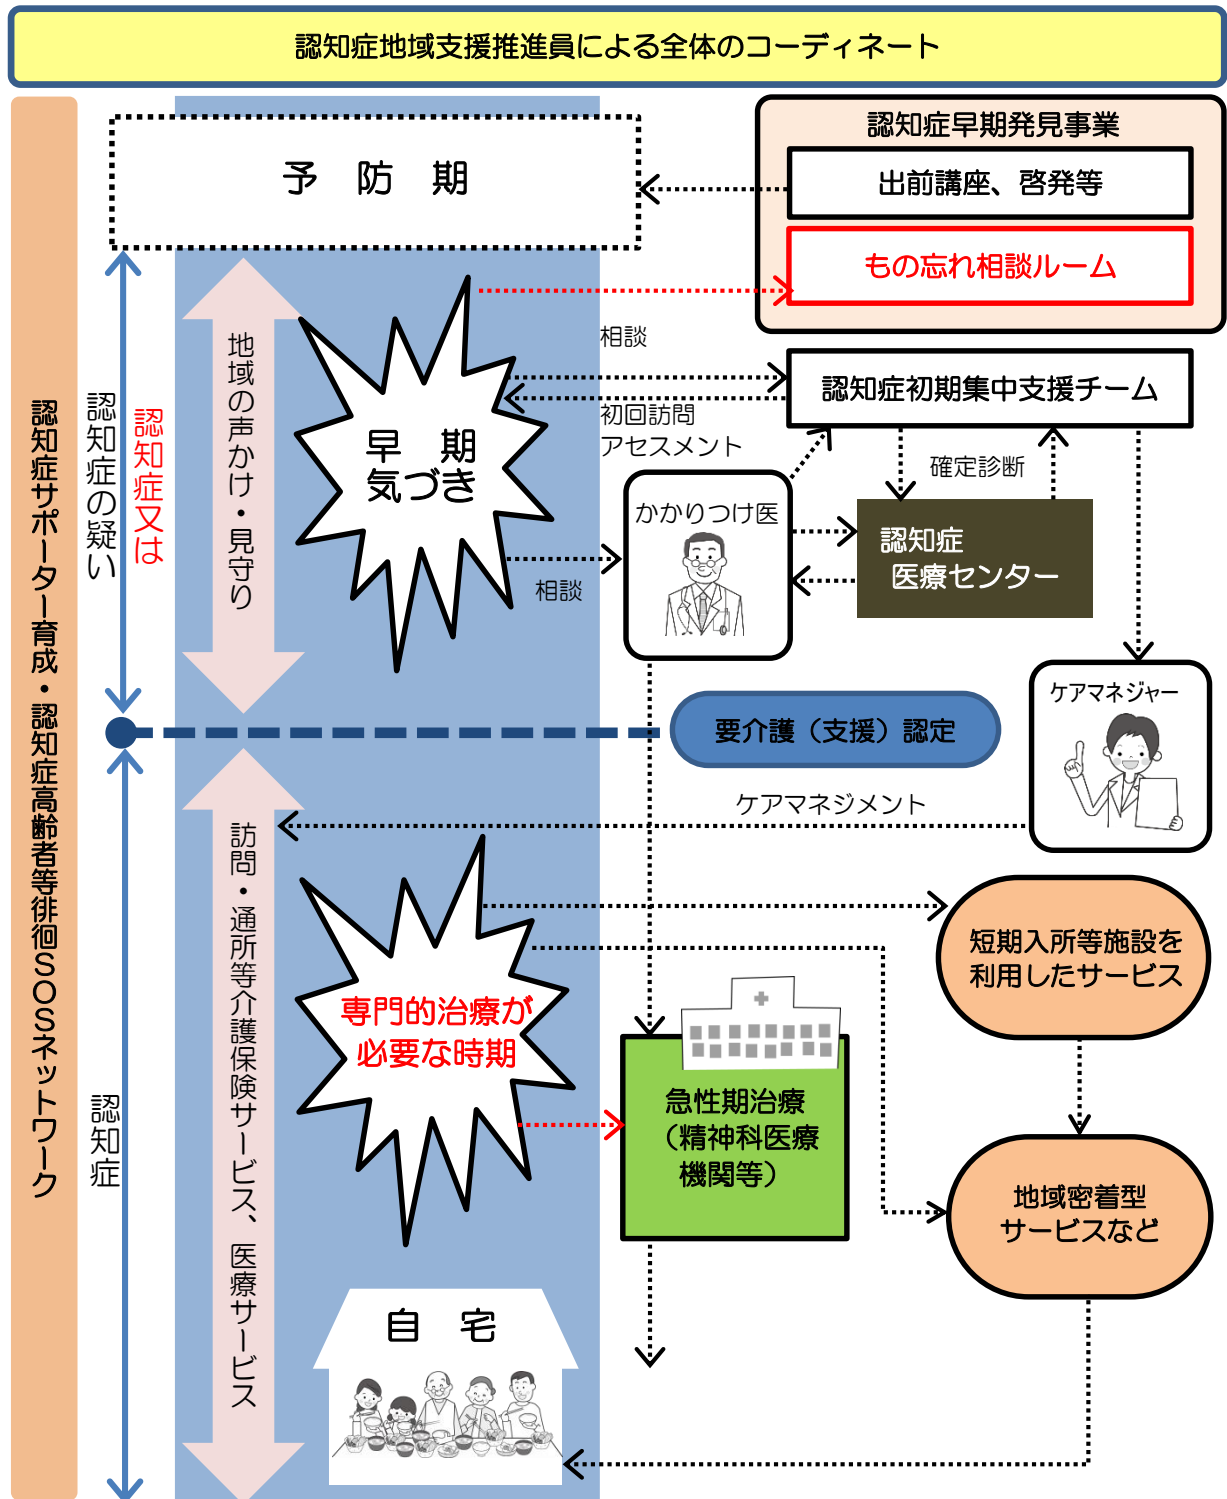 認知症地域支援推進員による全体のコーディネート
認知症サポーター育成・認知症高齢者等徘徊SOSネットワーク
予　防　期
認知症早期発見事業
出前講座、啓発等
もの忘れ相談ルーム
認知症又は
認知症の疑い
地域の声かけ・見守り
早　期
気づき
相談
初回訪問
アセスメント
認知症初期集中支援チーム
確定診断
かかりつけ医
認知症
医療センター
相談
ケアマネジャー
要介護（支援）認定
ケアマネジメント
認知症
訪問・通所等介護保険サービス、医療サービス
専門的治療が
必要な時期
短期入所等施設を
利用したサービス
急性期治療
（精神科医療
機関等）
地域密着型
サービスなど
自　宅